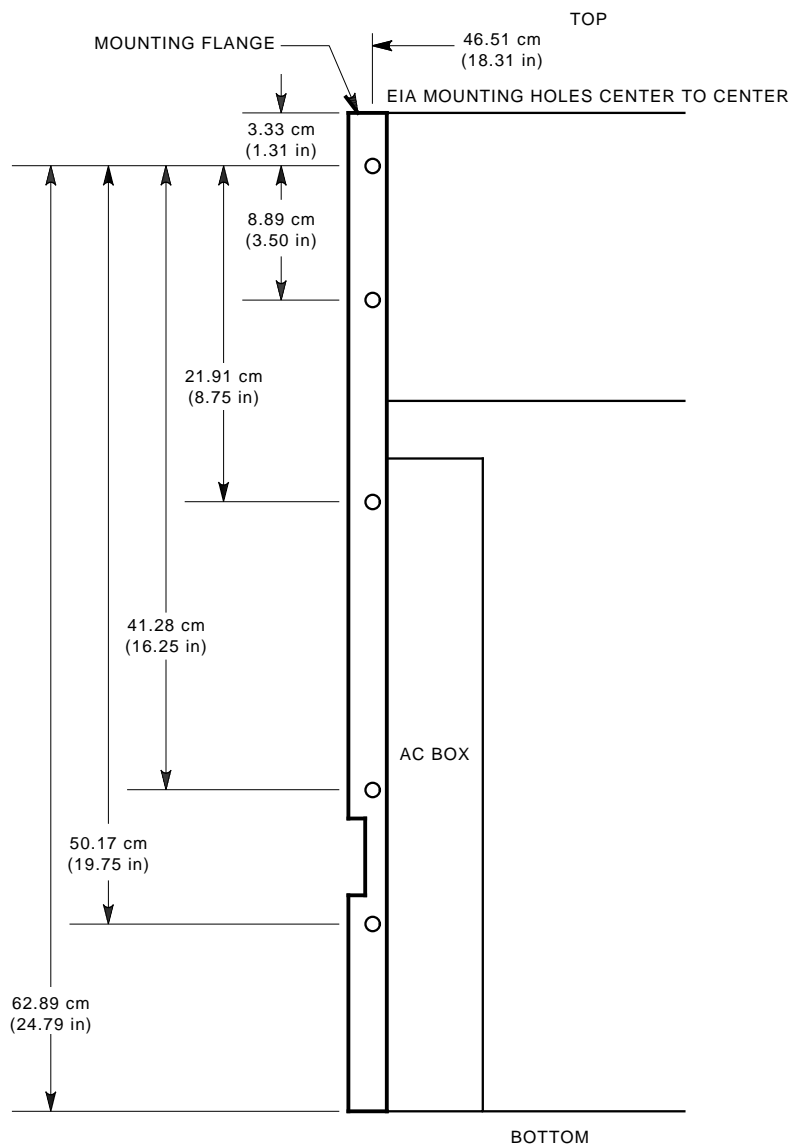 TOP
MOUNTING FLANGE
46.51 cm
(18.31 in)
EIA MOUNTING HOLES CENTER TO CENTER
3.33 cm
(1.31 in)
8.89 cm
(3.50 in)
21.91 cm
(8.75 in)
41.28 cm
(16.25 in)
AC BOX
50.17 cm
(19.75 in)
62.89 cm
(24.79 in)
BOTTOM